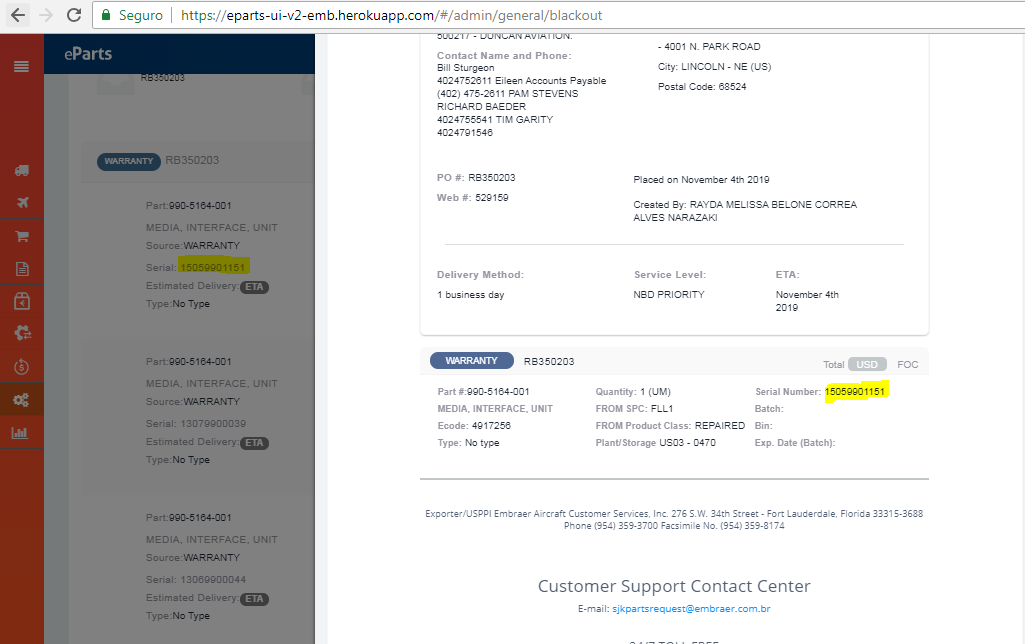 Seguro
https://eparts-ui-v2-emb.herokuapp.com/#/admin/general/blackout
eParts
RB350203
WARRANTY RB350203
Part:990-5164-001
MEDIA, INTERFACE, UNIT
Source:WARRANTY
Serial: 15059901151
Estimated Delivery: ETA
Type:No Type
Part:990-5164-001
MEDIA, INTERFACE, UNIT
Source:WARRANTY
Serial: 13079900039
Estimated Delivery: ETA
Type:No Type
Part:990-5164-001
MEDIA, INTERFACE, UNIT
Source:WARRANTY
Serial: 13069900044
Estimated Delivery: ETA
Type:No Type
500217 - DUNCAN AVIATION.
Contact Name and Phone:
Bill Sturgeon
4024752611 Eileen Accounts Payable
(402) 475-2611 PAM STEVENS
RICHARD BAEDER
4024755541 TIM GARITY
4024791546
- 4001 N. PARK ROAD
City: LINCOLN - NE (US)
Postal Code: 68524
PO #: RB350203
Web #: 529159
Placed on November 4th 2019
Created By: RAYDA MELISSA BELONE CORREA
ALVES NARAZAKI
Delivery Method:
1 business day
Service Level:
NBD PRIORITY
ETA:
November 4th
2019
WARRANTY RB350203
Total USD FOC
Part #:990-5164-001
MEDIA, INTERFACE, UNIT
Ecode: 4917256
Type: No type
Quantity: 1 (UM)
FROM SPC: FLL1
FROM Product Class: REPAIRED
Plant/Storage US03 - 0470
Serial Number: 15059901151
Batch:
Bin:
Exp. Date (Batch):
Exporter/USPPI Embraer Aircraft Customer Services, Inc. 276 S.W. 34th Street - Fort Lauderdale, Florida 33315-3688
Phone (954) 359-3700 Facsimile No. (954) 359-8174
Customer Support Contact Center
E-mail: sjkpartsrequest@embraer.com.br
24/7 TOLL FREE